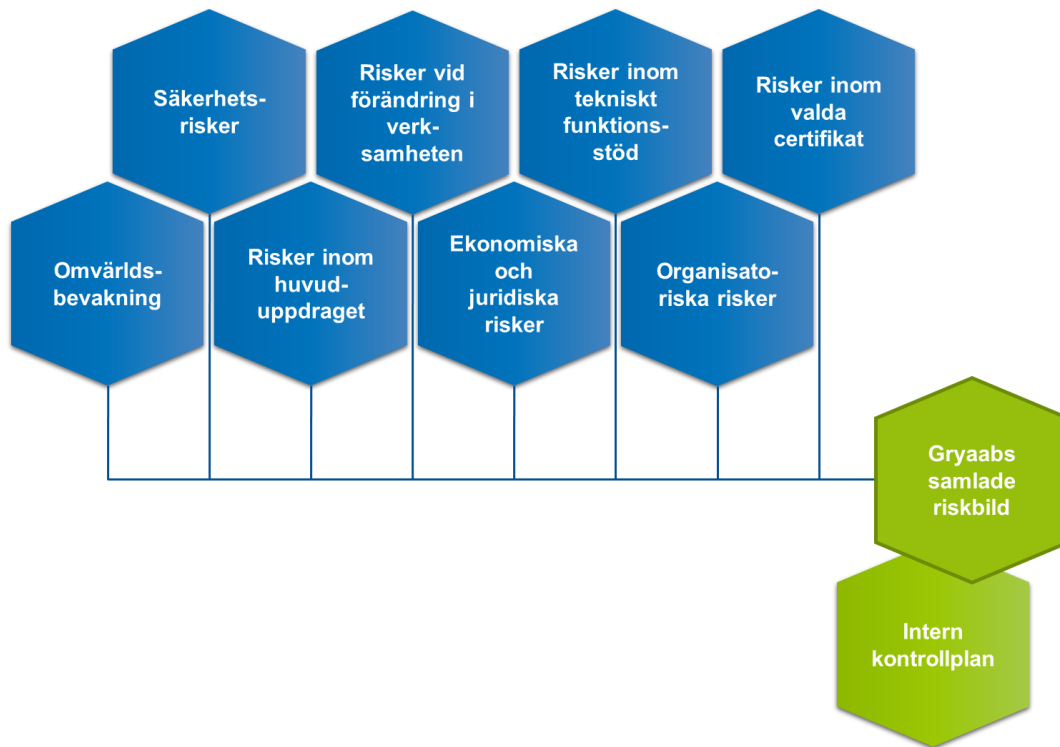 Säkerhets-
risker
Risker vid
förändring i
verk-
samheten
Risker inom
tekniskt
funktions-
stöd
Risker inom
valda
certifikat
Omvärlds-
bevakning
Risker inom
huvud-
uppdraget
Ekonomiska
och
juridiska
risker
Organisato-
riska risker
Gryaabs
samlade
riskbild
Intern
kontrollplan